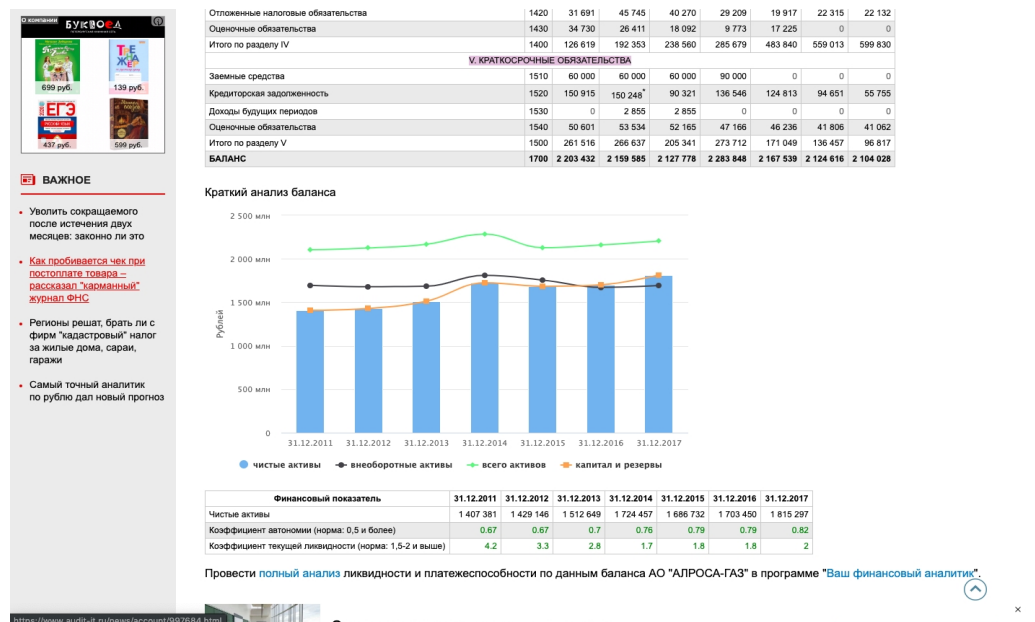 О компании
БУКВОЕД
699 руб.
ТРЕ
НА
ЖЁР
139 руб.
ЕГЭ
437 руб.
599 руб.
ВАЖНОЕ
Уволить сокращаемого
после истечения двух
месяцев: законно ли это
Как пробивается чек при
постоплате товара –
рассказал "карманный"
журнал ФНС
Регионы решат, брать ли с
фирм "кадастровый" налог
за жилые дома, сараи,
гаражи
Самый точный аналитик
по рублю дал новый прогноз
Отложенные налоговые обязательства 1420 31 691 45 745 40 270 29 209 19 917 22 315 22 132
Оценочные обязательства 1430 34 730 26 411 18 092 9 773 17 225 0 0
Итого по разделу IV 1400 126 619 192 353 238 560 285 679 483 840 559 013 599 830
V. КРАТКОСРОЧНЫЕ ОБЯЗАТЕЛЬСТВА
Заемные средства 1510 60 000 60 000 60 000 90 000 0 0 0
Кредиторская задолженность 1520 150 915 150 248* 90 321 136 546 124 813 94 651 55 755
Доходы будущих периодов 1530 0 2 855 2 855 0 0 0 0
Оценочные обязательства 1540 50 601 53 534 52 165 47 166 46 236 41 806 41 062
Итого по разделу V 1500 261 516 266 637 205 341 273 712 171 049 136 457 96 817
БАЛАНС 1700 2 203 432 2 159 585 2 127 778 2 283 848 2 167 539 2 124 616 2 104 028
Краткий анализ баланса
2 500 млн
2 000 млн
1 500 млн
1 000 млн
500 млн
0
Рублей
31.12.2011 31.12.2012 31.12.2013 31.12.2014 31.12.2015 31.12.2016 31.12.2017
чистые активы внеоборотные активы всего активов капитал и резервы
Финансовый показатель 31.12.2011 31.12.2012 31.12.2013 31.12.2014 31.12.2015 31.12.2016 31.12.2017
Чистые активы 1 407 381 1 429 146 1 512 649 1 724 457 1 686 732 1 703 450 1 815 297
Коэффициент автономии (норма: 0,5 и более) 0.67 0.67 0.7 0.76 0.79 0.79 0.82
Коэффициент текущей ликвидности (норма: 1,5-2 и выше) 4.2 3.3 2.8 1.7 1.8 1.8 2
Провести полный анализ ликвидности и платежеспособности по данным баланса АО "АЛРОСА-ГАЗ" в программе "Ваш финансовый аналитик".
https://www.audit-it.ru/news/account/997684.html